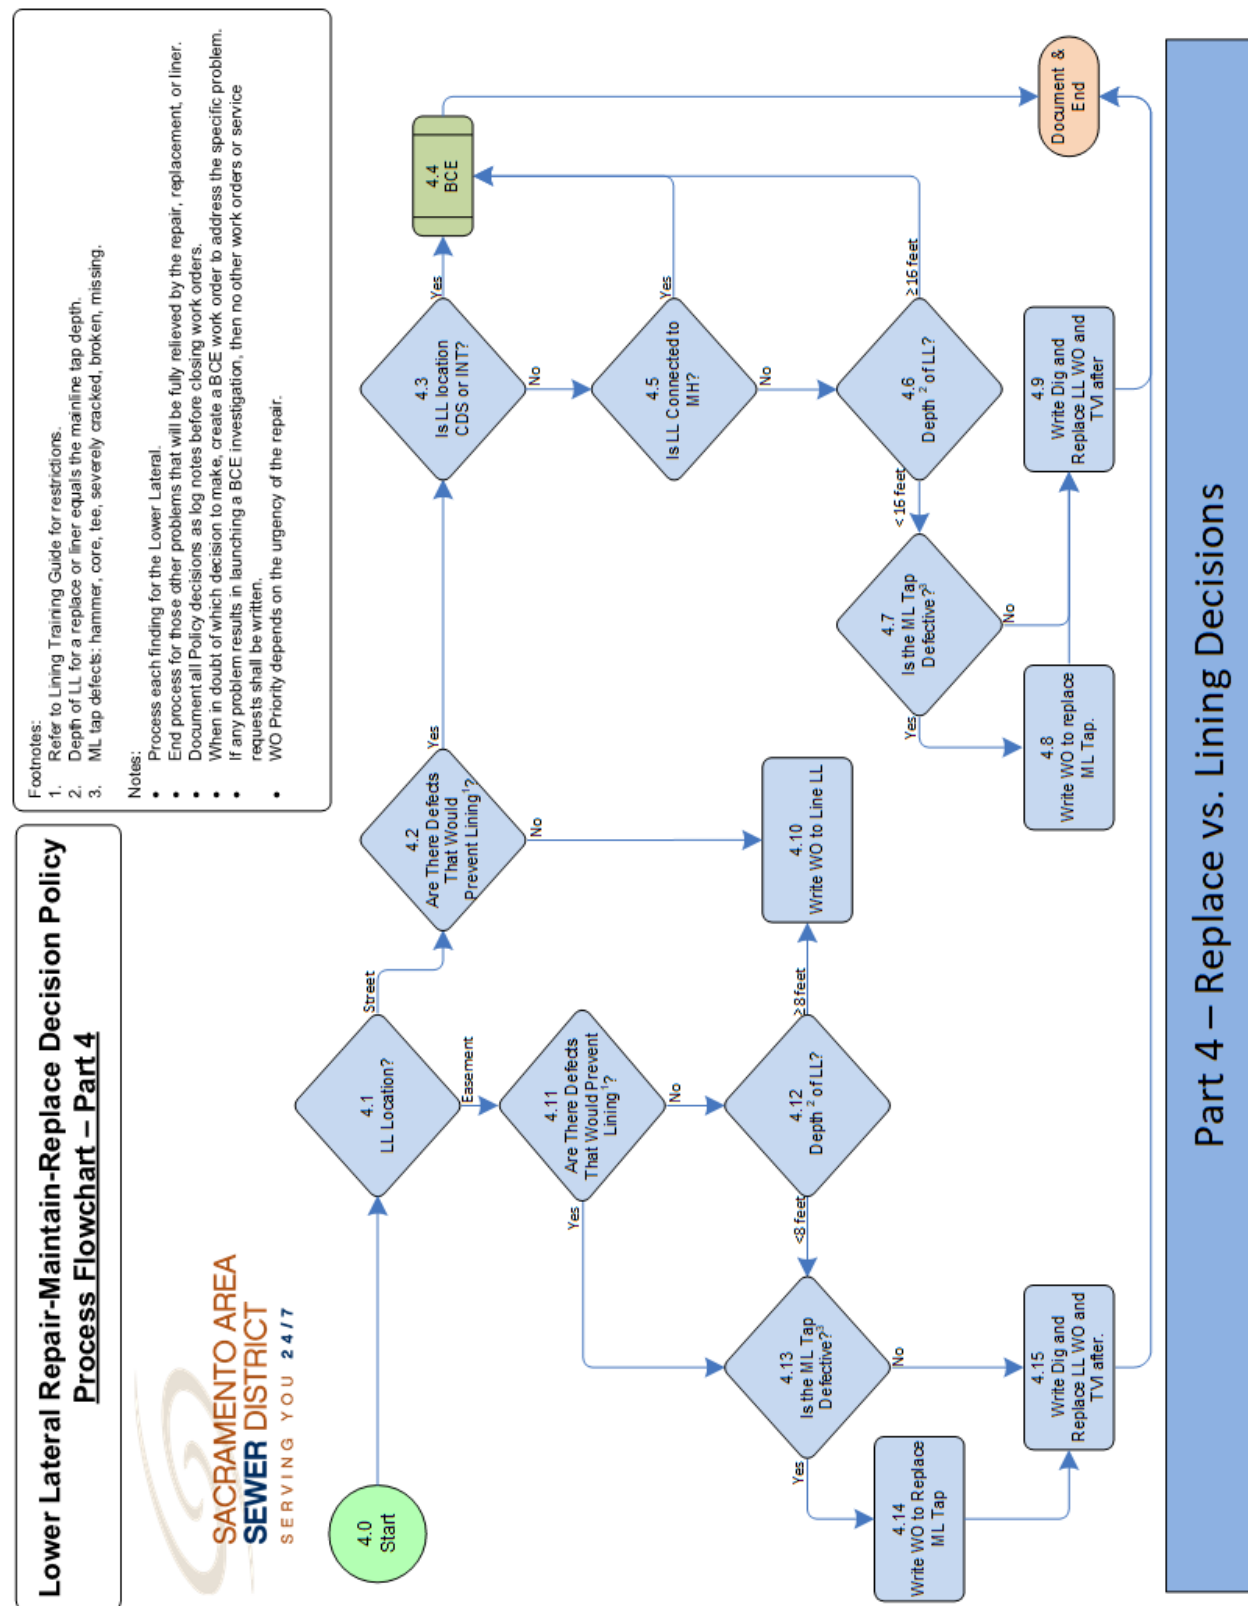 Lower Lateral Repair-Maintain-Replace Decision Policy
Process Flowchart – Part 4
Footnotes:
1. Refer to Lining Training Guide for restrictions.
2. Depth of LL for a replace or liner equals the mainline tap depth.
3. ML tap defects: hammer, core, tee, severely cracked, broken, missing.
Notes:
• Process each finding for the Lower Lateral.
• End process for those other problems that will be fully relieved by the repair, replacement, or liner.
• Document all Policy decisions as log notes before closing work orders.
• When in doubt of which decision to make, create a BCE work order to address the specific problem.
• If any problem results in launching a BCE investigation, then no other work orders or service
requests shall be written.
• WO Priority depends on the urgency of the repair.
SACRAMENTO AREA
SEWER DISTRICT
SERVING YOU 24/7
4.0
Start
4.1
LL Location?
Street
Easement
4.2
Are There Defects
That Would
Prevent Lining¹?
Yes
No
4.3
Is LL location
CDS or INT?
Yes
No
4.4
BCE
4.5
Is LL Connected to
MH?
Yes
No
4.6
Depth ² of LL?
≥16 feet
<16 feet
4.7
Is the ML Tap
Defective?³
Yes
No
4.8
Write WO to replace
ML Tap.
4.9
Write Dig and
Replace LL WO and
TVI after
4.10
Write WO to Line LL
4.11
Are There Defects
That Would Prevent
Lining¹?
Yes
No
4.12
Depth ² of LL?
≥8 feet
<8 feet
4.13
Is the ML Tap
Defective?³
Yes
No
4.14
Write WO to Replace
ML Tap
4.15
Write Dig and
Replace LL WO and
TVI after.
Document &
End
Part 4 – Replace vs. Lining Decisions